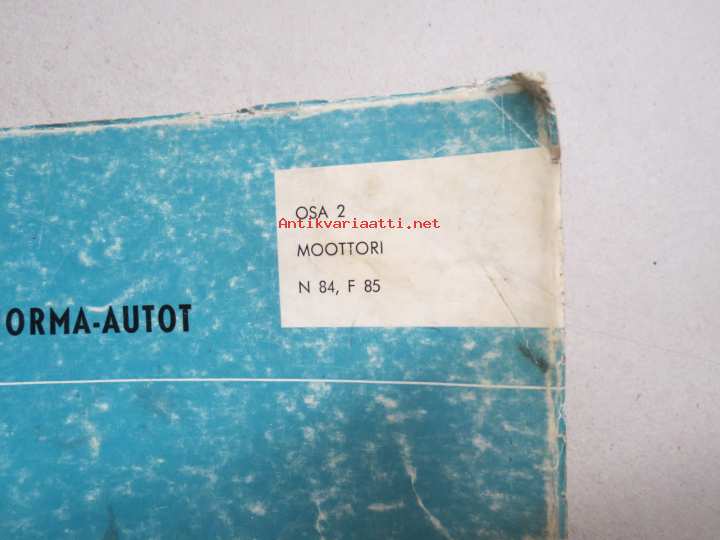 OSA 2
Antikvariaatti.net
MOOTTORI
N 84, F 85
ORMA-AUTOT